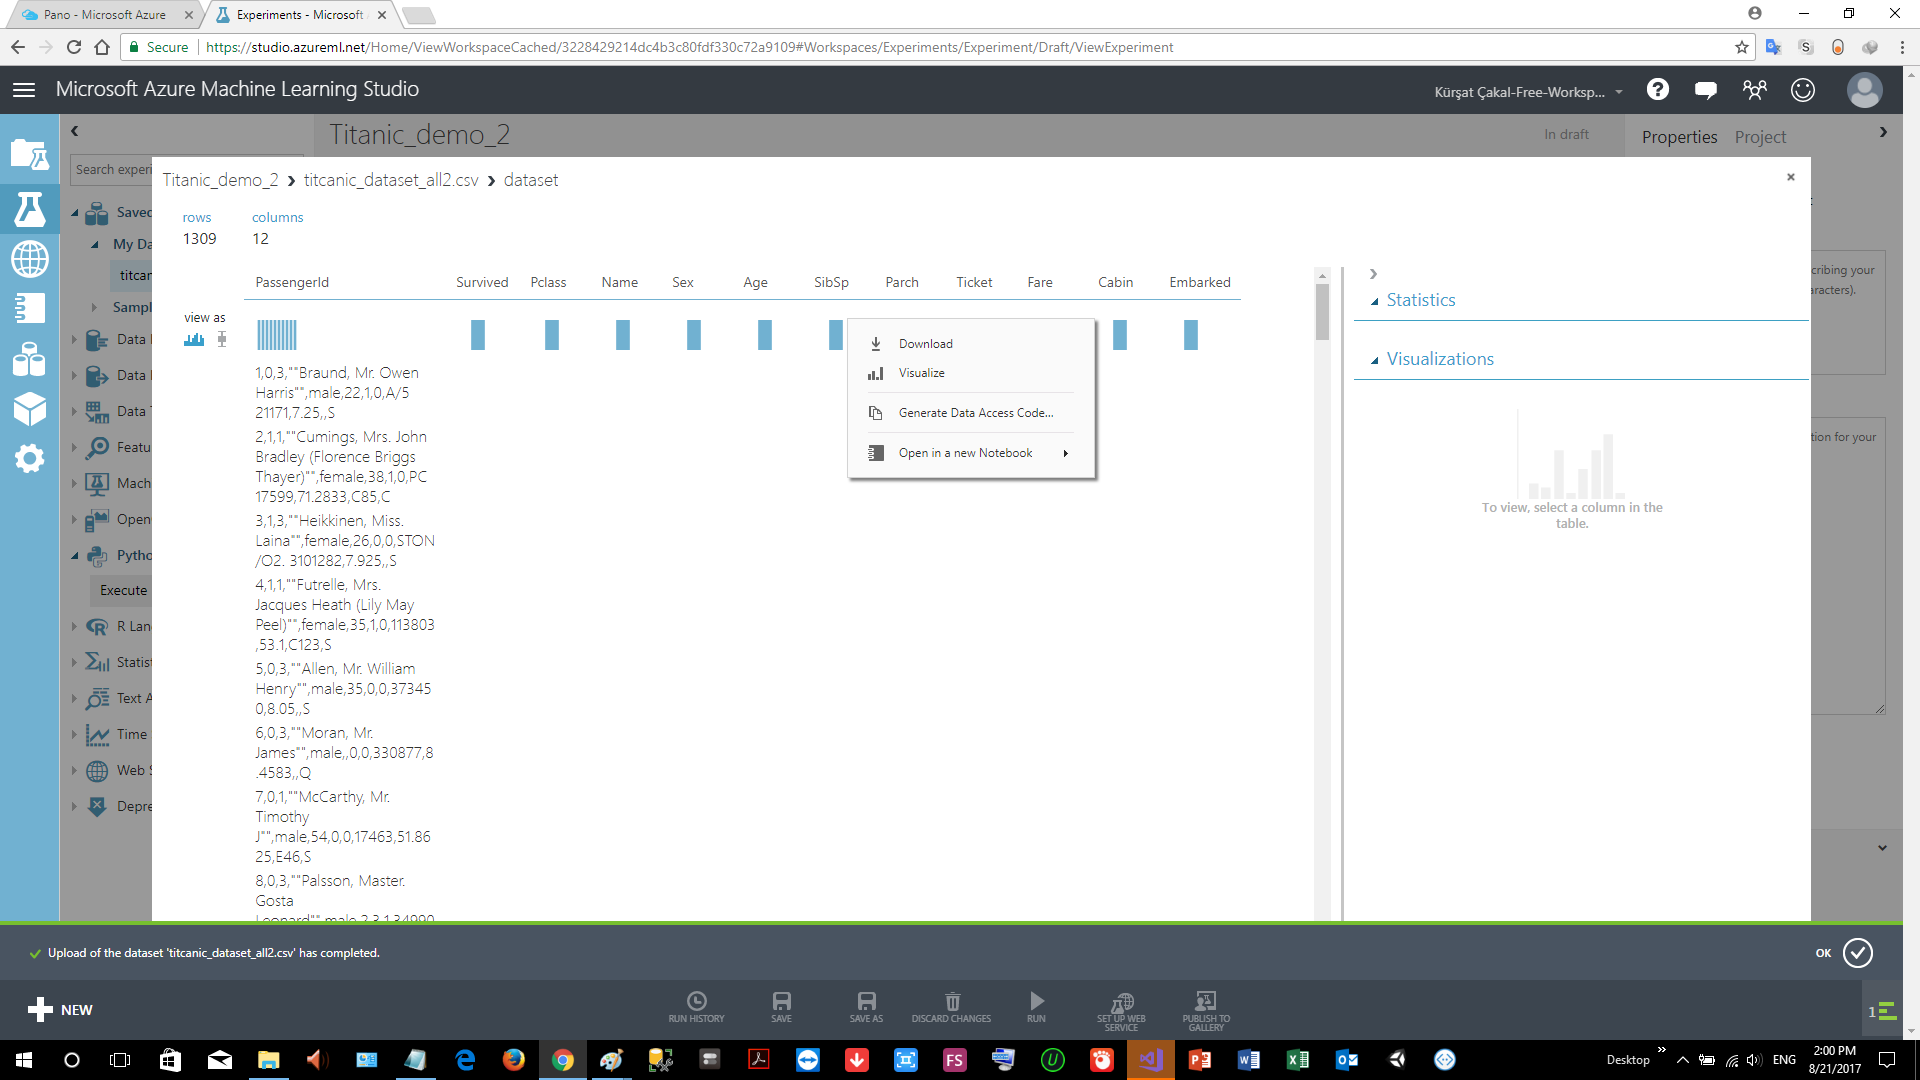 Pano - Microsoft Azure
Experiments - Microsoft
Secure
https://studio.azureml.net/Home/ViewWorkspaceCached/3228429214dc4b3c80fdf330c72a9109#Workspaces/Experiments/Experiment/Draft/ViewExperiment
Microsoft Azure Machine Learning Studio
Kürşat Çakal-Free-Worksp...
Titanic_demo_2
In draft
Properties
Project
Search experi
Titanic_demo_2 › titcanic_dataset_all2.csv › dataset
rows
columns
1309
12
Saved
My Da
titcan
Sampl
Data
Data
Data
Featu
Mach
Open
Pytho
Execute
R Lan
Statist
Text A
Time
Web S
Depre
PassengerId Survived Pclass Name Sex Age SibSp Parch Ticket Fare Cabin Embarked
view as
1,0,3,""Braund, Mr. Owen
Harris"",male,22,1,0,A/5
21171,7.25,,S
2,1,1,""Cumings, Mrs. John
Bradley (Florence Briggs
Thayer)"",female,38,1,0,PC
17599,71.2833,C85,C
3,1,3,""Heikkinen, Miss.
Laina"",female,26,0,0,STON
/O2. 3101282,7.925,,S
4,1,1,""Futrelle, Mrs.
Jacques Heath (Lily May
Peel)"",female,35,1,0,113803
,53.1,C123,S
5,0,3,""Allen, Mr. William
Henry"",male,35,0,0,37345
0,8.05,,S
6,0,3,""Moran, Mr.
James"",male,,0,0,330877,8
.4583,,Q
7,0,1,""McCarthy, Mr.
Timothy
J"",male,54,0,0,17463,51.86
25,E46,S
8,0,3,""Palsson, Master.
Gosta
Leonard"",male,2,3,1,34990
Download
Visualize
Generate Data Access Code...
Open in a new Notebook
Statistics
Visualizations
To view, select a column in the
table.
cribing your
aracters).
tion for your
Upload of the dataset 'titcanic_dataset_all2.csv' has completed.
OK
NEW
RUN HISTORY
SAVE
SAVE AS
DISCARD CHANGES
RUN
SET UP WEB
SERVICE
PUBLISH TO
GALLERY
1
Desktop
ENG
2:00 PM
8/21/2017